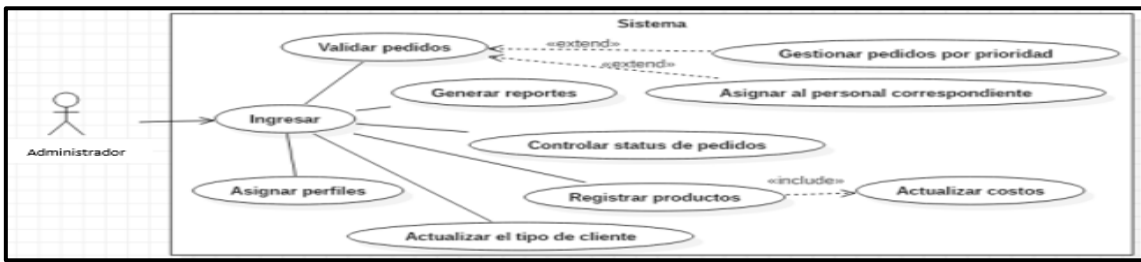 Sistema
Validar pedidos
«extend»
Gestionar pedidos por prioridad
«extend»
Generar reportes
Asignar al personal correspondiente
Ingresar
Administrador
Controlar status de pedidos
Asignar perfiles
Registrar productos
«include»
Actualizar costos
Actualizar el tipo de cliente